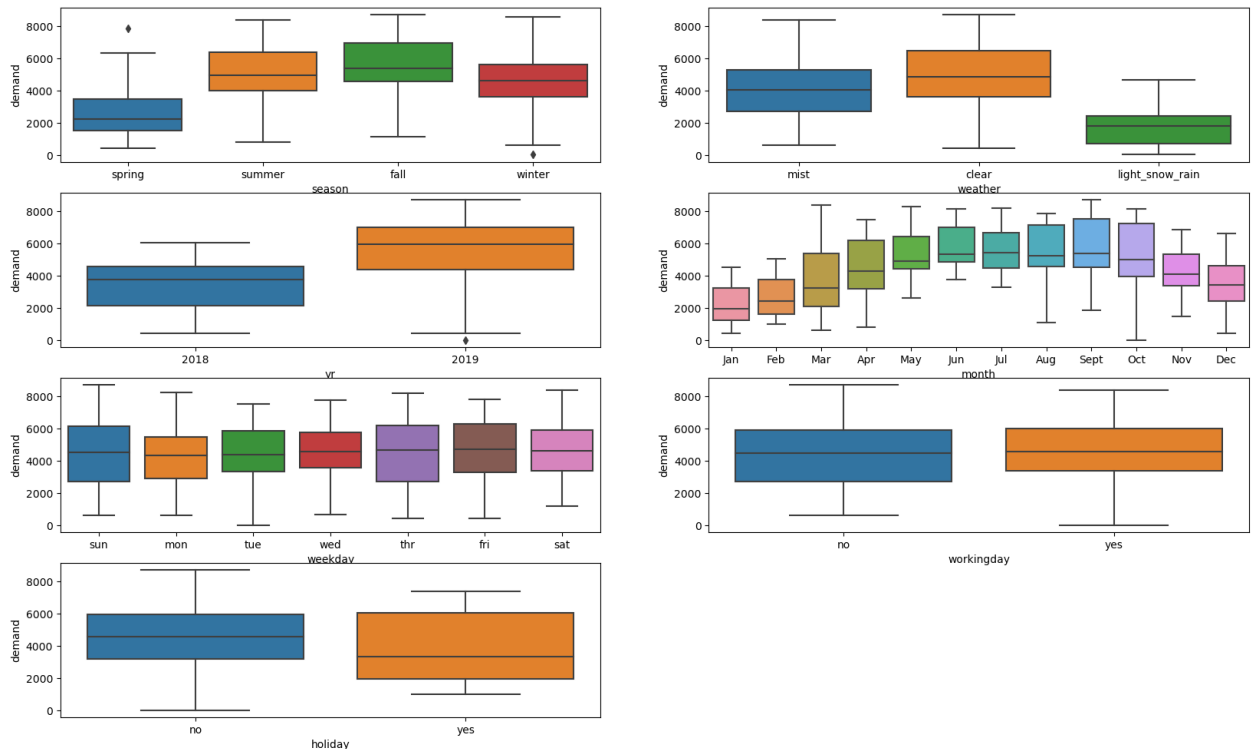 demand
8000
6000
4000
2000
0
spring summer fall winter
season
demand
8000
6000
4000
2000
0
mist clear light_snow_rain
weather
demand
8000
6000
4000
2000
0
2018 2019
yr
demand
8000
6000
4000
2000
0
Jan Feb Mar Apr May Jun Jul Aug Sept Oct Nov Dec
month
demand
8000
6000
4000
2000
0
sun mon tue wed thr fri sat
weekday
demand
8000
6000
4000
2000
0
no yes
workingday
demand
8000
6000
4000
2000
0
no yes
holiday